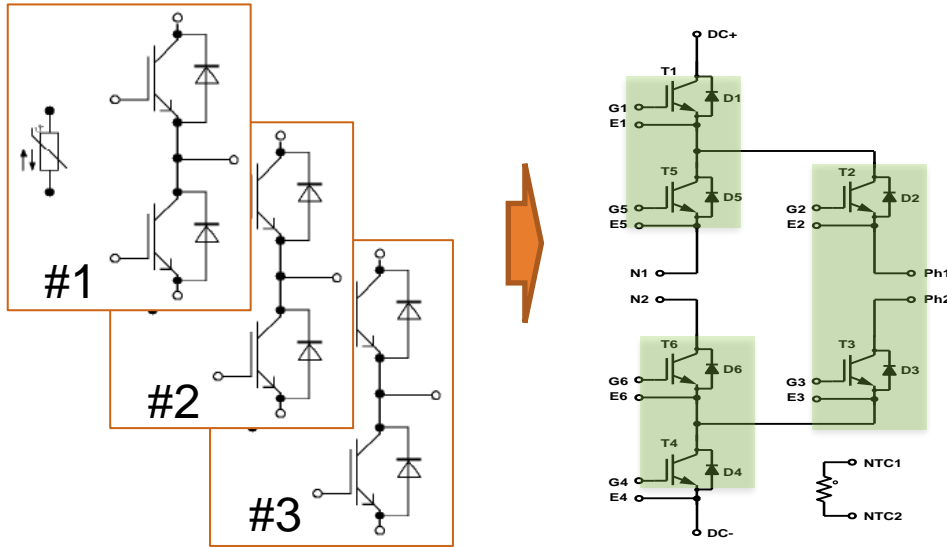 #1
#2
#3
DC+
T1
D1
G1
E1
T5
D5
G5
E5
T2
D2
G2
E2
N1
Ph1
N2
Ph2
T6
D6
G6
E6
T3
D3
G3
E3
T4
D4
G4
E4
DC-
NTC1
NTC2